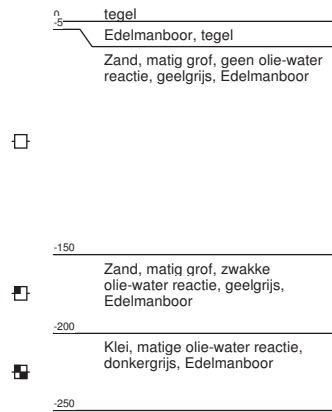 tegel
-5
Edelmanboor, tegel
Zand, matig grof, geen olie-water
reactie, geelgrijs, Edelmanboor
-150
Zand, matig grof, zwakke
olie-water reactie, geelgrijs,
Edelmanboor
-200
Klei, matige olie-water reactie,
donkergrijs, Edelmanboor
-250